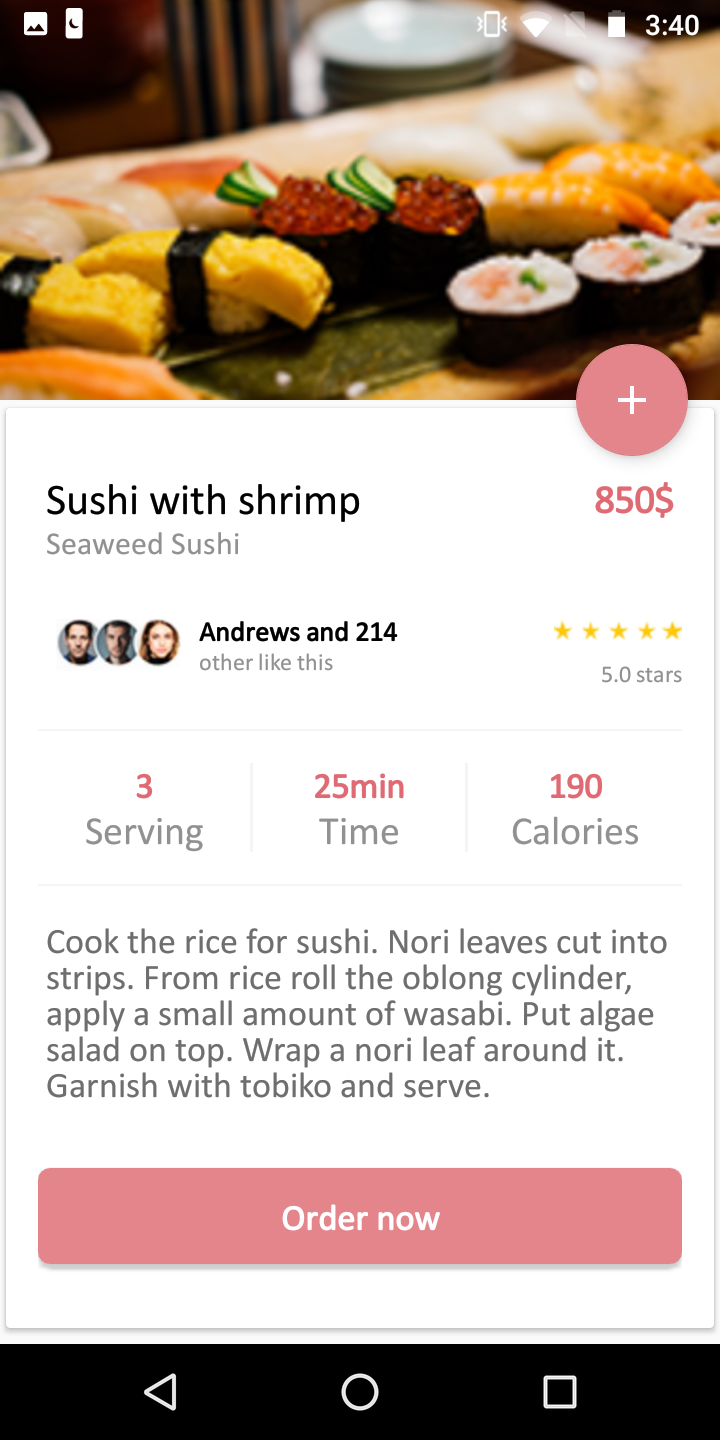 3:40
Sushi with shrimp
850$
Seaweed Sushi
Andrews and 214
other like this
5.0 stars
3
Serving
25min
Time
190
Calories
Cook the rice for sushi. Nori leaves cut into
strips. From rice roll the oblong cylinder,
apply a small amount of wasabi. Put algae
salad on top. Wrap a nori leaf around it.
Garnish with tobiko and serve.
Order now